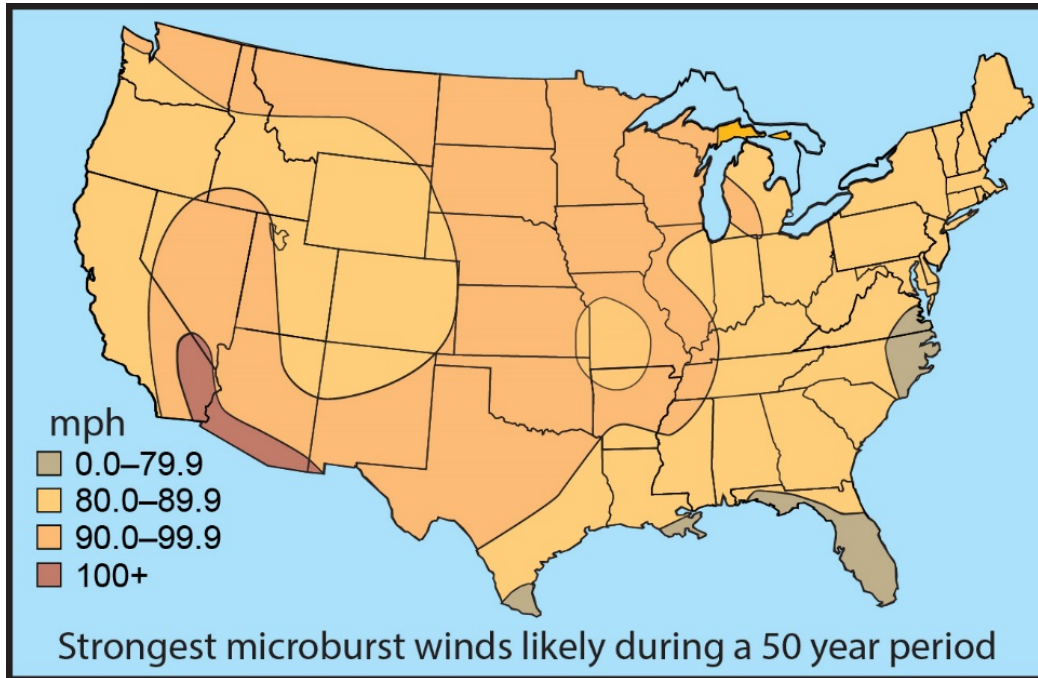 mph
0.0–79.9
80.0–89.9
90.0–99.9
100+
Strongest microburst winds likely during a 50 year period